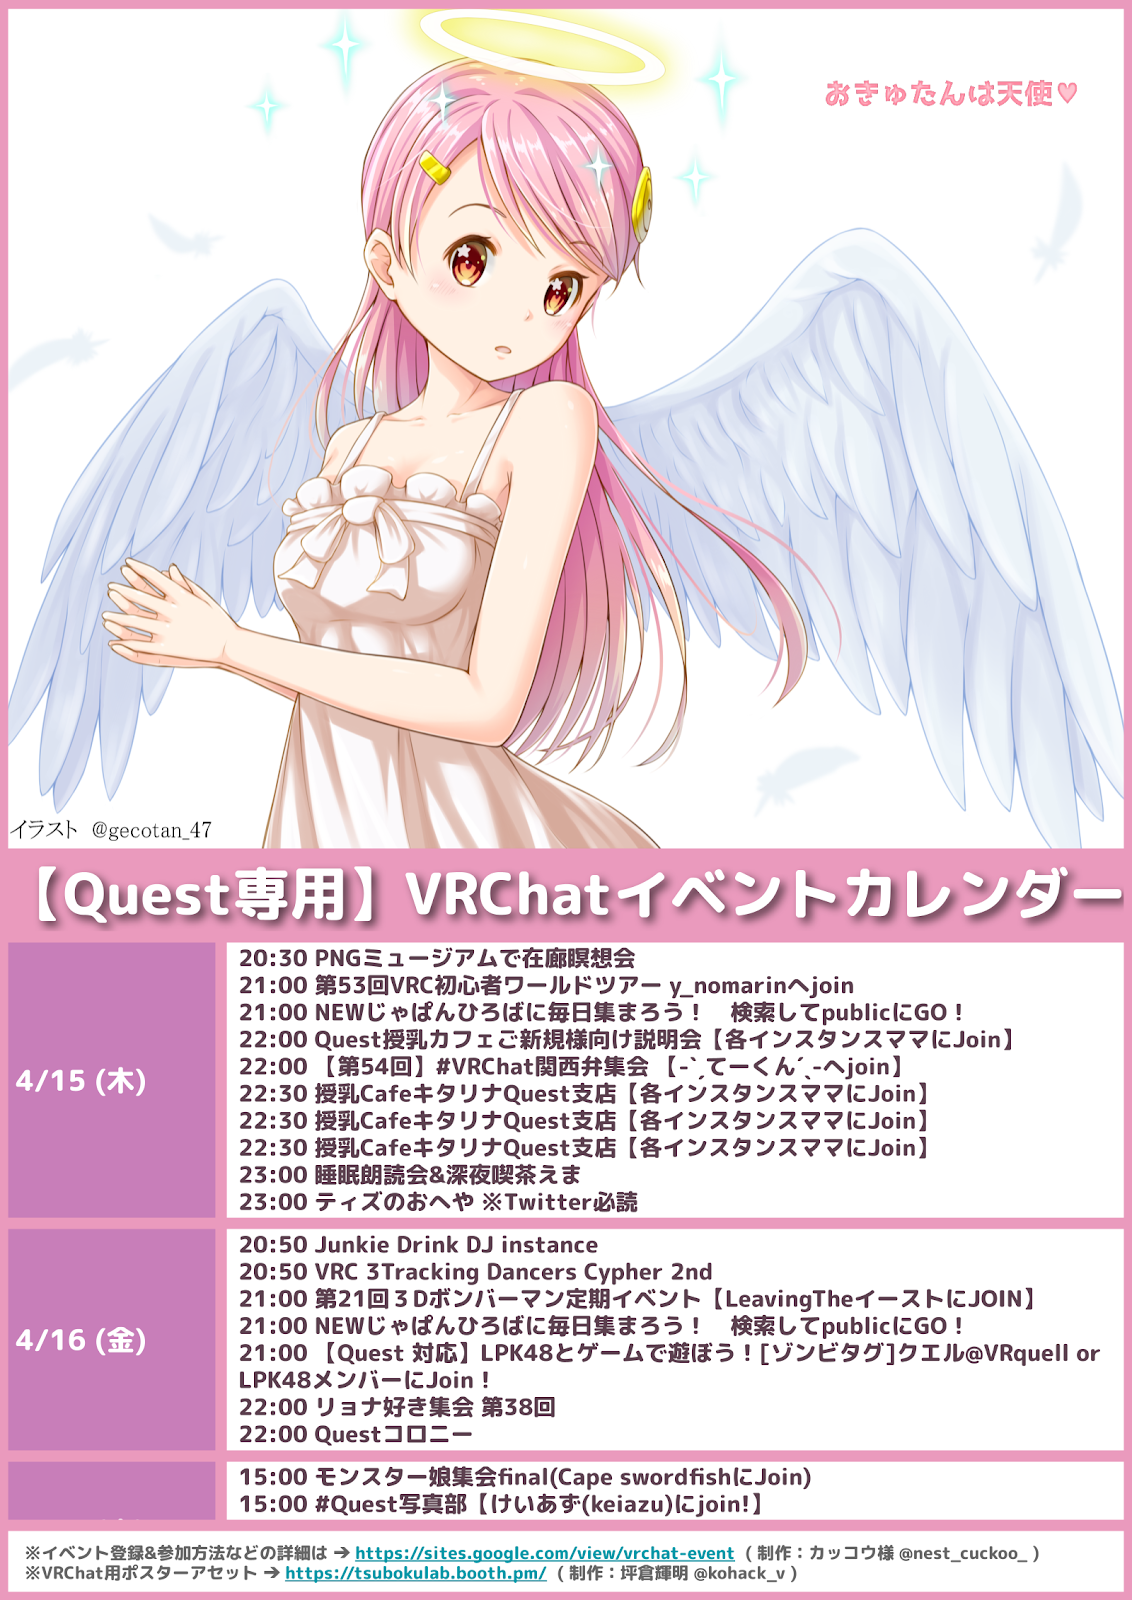 おきゅたんは天使♥
イラスト @gecotan_47
【Quest専用】VRChatイベントカレンダー
4/15 (木)
20:30 PNGミュージアムで在廊瞑想会
21:00 第53回VRC初心者ワールドツアー y_nomarinへjoin
21:00 NEWじゃぱんひろばに毎日集まろう！ 検索してpublicにGO！
22:00 Quest授乳カフェご新規様向け説明会【各インスタンスママにJoin】
22:00 【第54回】#VRChat関西弁集会 【-`ˏてーくんˊˎ-へjoin】
22:30 授乳CafeキタリナQuest支店【各インスタンスママにJoin】
22:30 授乳CafeキタリナQuest支店【各インスタンスママにJoin】
22:30 授乳CafeキタリナQuest支店【各インスタンスママにJoin】
23:00 睡眠朗読会&深夜喫茶えま
23:00 ティズのおへや ※Twitter必読
4/16 (金)
20:50 Junkie Drink DJ instance
20:50 VRC 3Tracking Dancers Cypher 2nd
21:00 第21回３Dボンバーマン定期イベント【LeavingTheイーストにJOIN】
21:00 NEWじゃぱんひろばに毎日集まろう！ 検索してpublicにGO！
21:00 【Quest 対応】LPK48とゲームで遊ぼう！[ゾンビタグ]クエル@VRquell or
LPK48メンバーにJoin！
22:00 リョナ好き集会 第38回
22:00 Questコロニー
15:00 モンスター娘集会final(Cape swordfishにJoin)
15:00 #Quest写真部【けいあず(keiazu)にjoin!】
※イベント登録&参加方法などの詳細は → https://sites.google.com/view/vrchat-event ( 制作：カッコウ様 @nest_cuckoo_ )
※VRChat用ポスターアセット → https://tsubokulab.booth.pm/ ( 制作：坪倉輝明 @kohack_v )